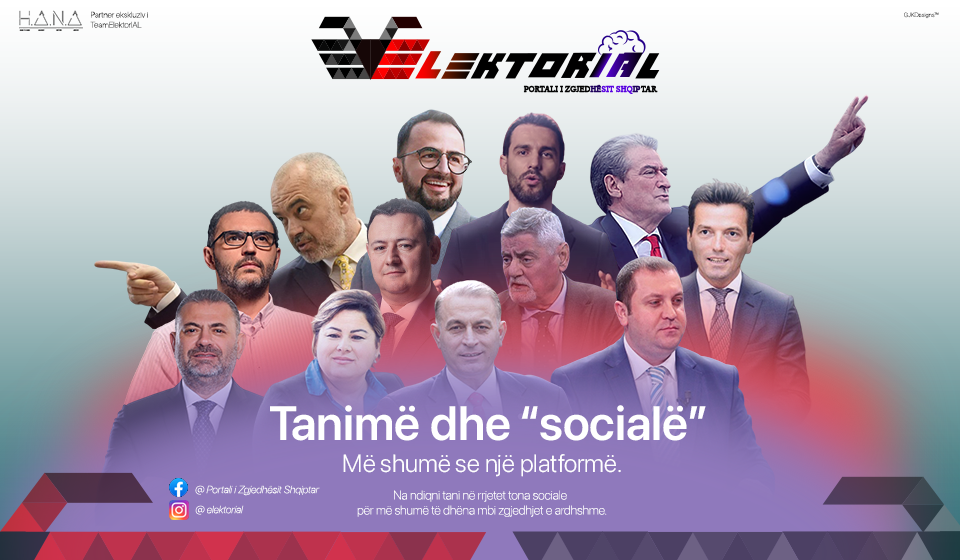 H.A.N.A
Partner ekskluziv i
TeamElektoriAL
GJKDesigns™
ELEKTORIAL
PORTALI I ZGJEDHËSIT SHQIPTAR
Tanimë dhe “socialë”
Më shumë se një platformë.
@ Portali i Zgjedhësit Shqiptar
@ elektorial
Na ndiqni tani në rrjetet tona sociale
për më shumë të dhëna mbi zgjedhjet e ardhshme.